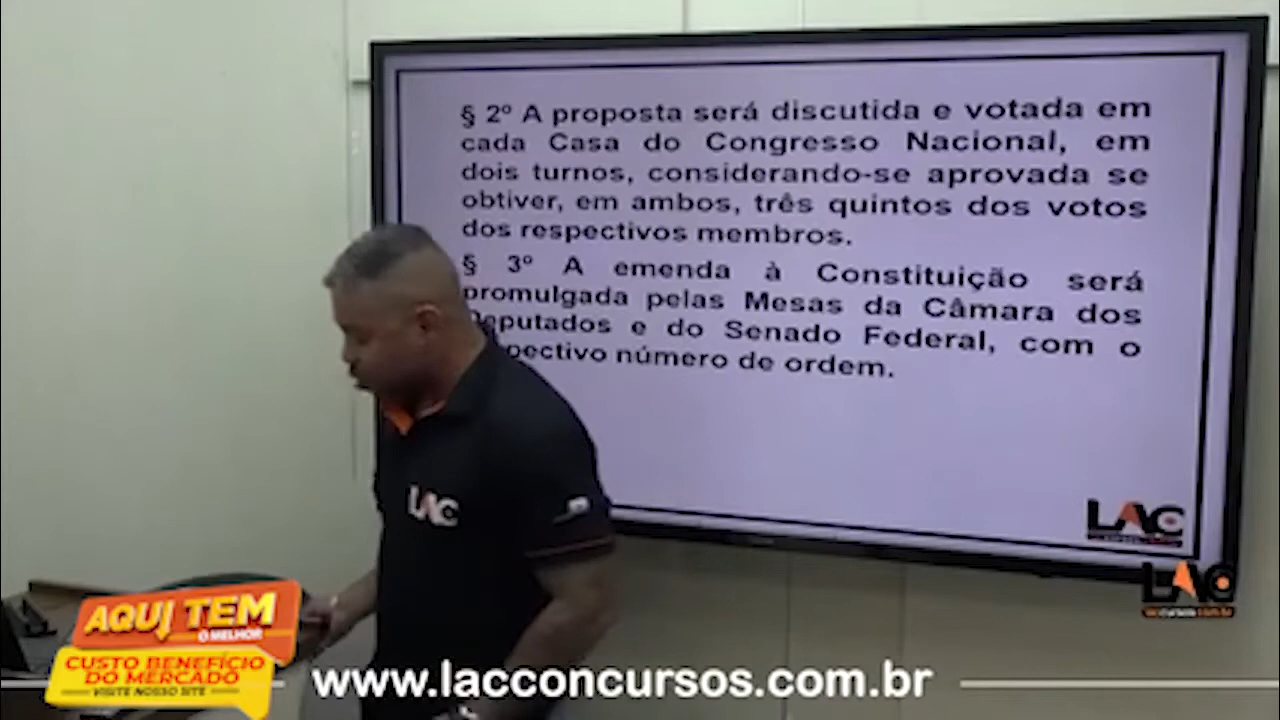 § 2º A proposta será discutida e votada em
cada Casa do Congresso Nacional, em
dois turnos, considerando-se aprovada se
obtiver, em ambos, três quintos dos votos
dos respectivos membros.
§ 3º A emenda à Constituição será
promulgada pelas Mesas da Câmara dos
Deputados e do Senado Federal, com o
pectivo número de ordem.
LAC
LAC
LAC
AQUI TEM
O MELHOR
CUSTO BENEFÍCIO
DO MERCADO
VISITE NOSSO SITE
www.lacconcursos.com.br